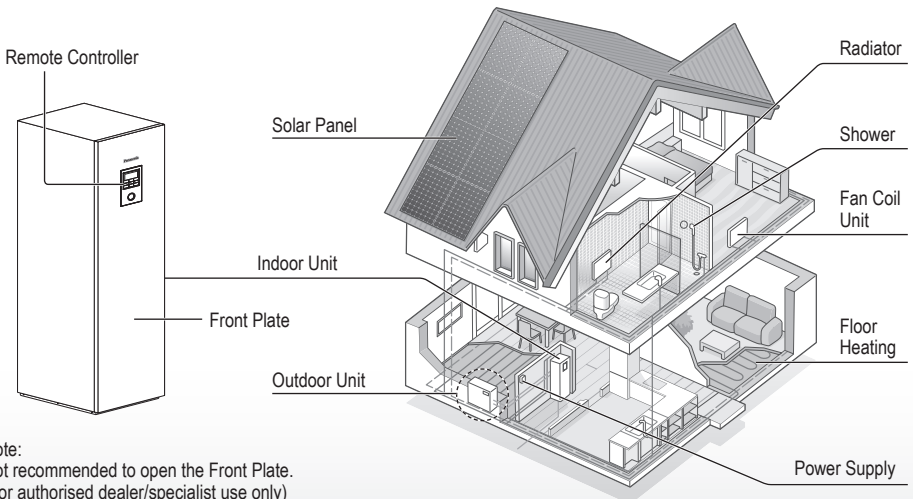 Remote Controller
Panasonic
Front Plate
Solar Panel
Indoor Unit
Outdoor Unit
Radiator
Shower
Fan Coil
Unit
Floor
Heating
Power Supply
ote:
ot recommended to open the Front Plate.
or authorised dealer/specialist use only)